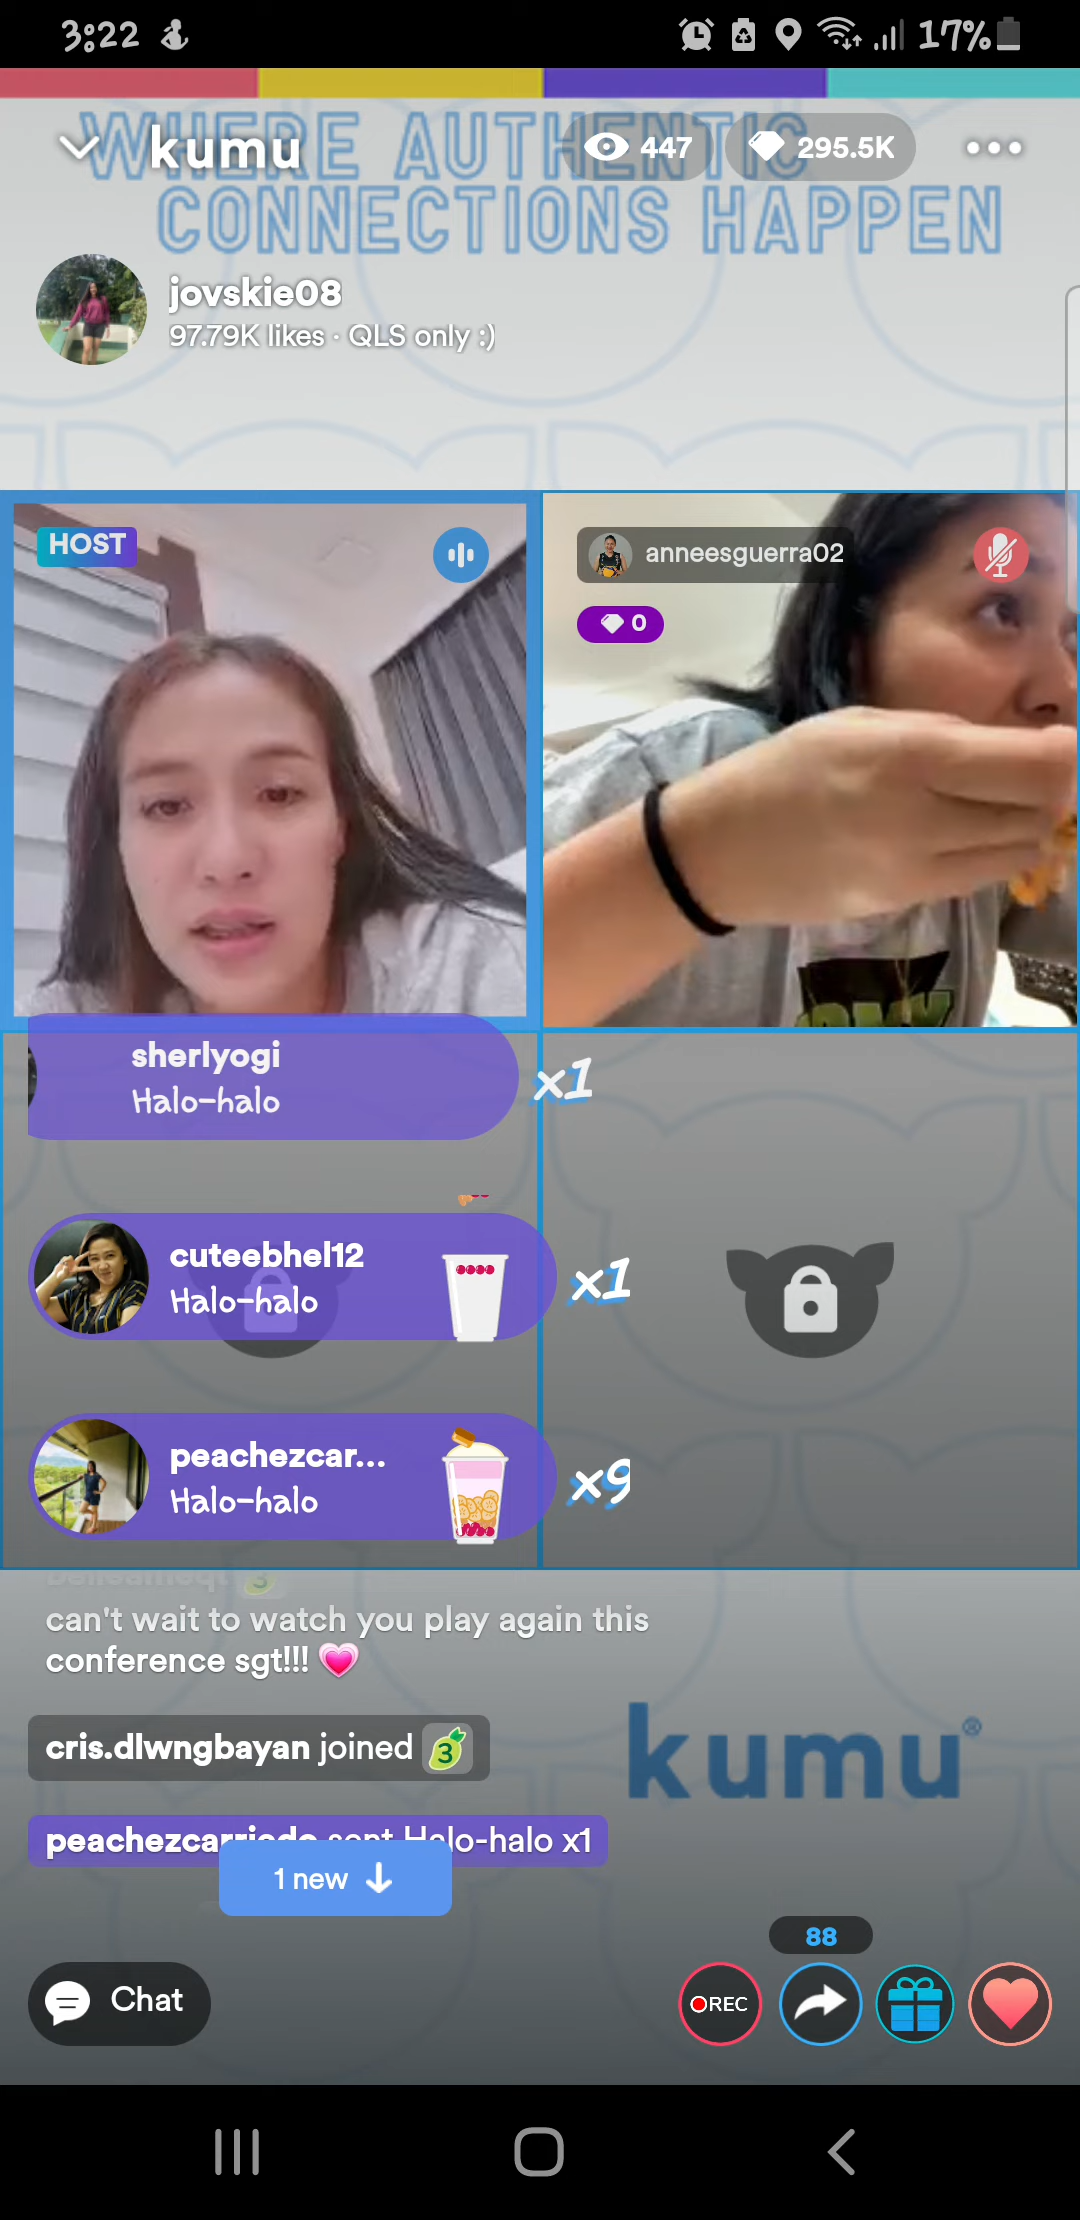 3:22
17%
WHERE AUTHENTIC
kumu
447
295.5K
CONNECTIONS HAPPEN
jovskie08
97.79K likes · QLS only :)
HOST
anneesguerra02
0
sherlyogi
Halo-halo
x1
cuteebhel12
Halo-halo
x1
peachezcar...
Halo-halo
x9
3
can't wait to watch you play again this
conference sgt!!! 💗
cris.dlwngbayan joined 3
kumu®
peachezcarriedo sent Halo-halo x1
1 new
88
Chat
REC